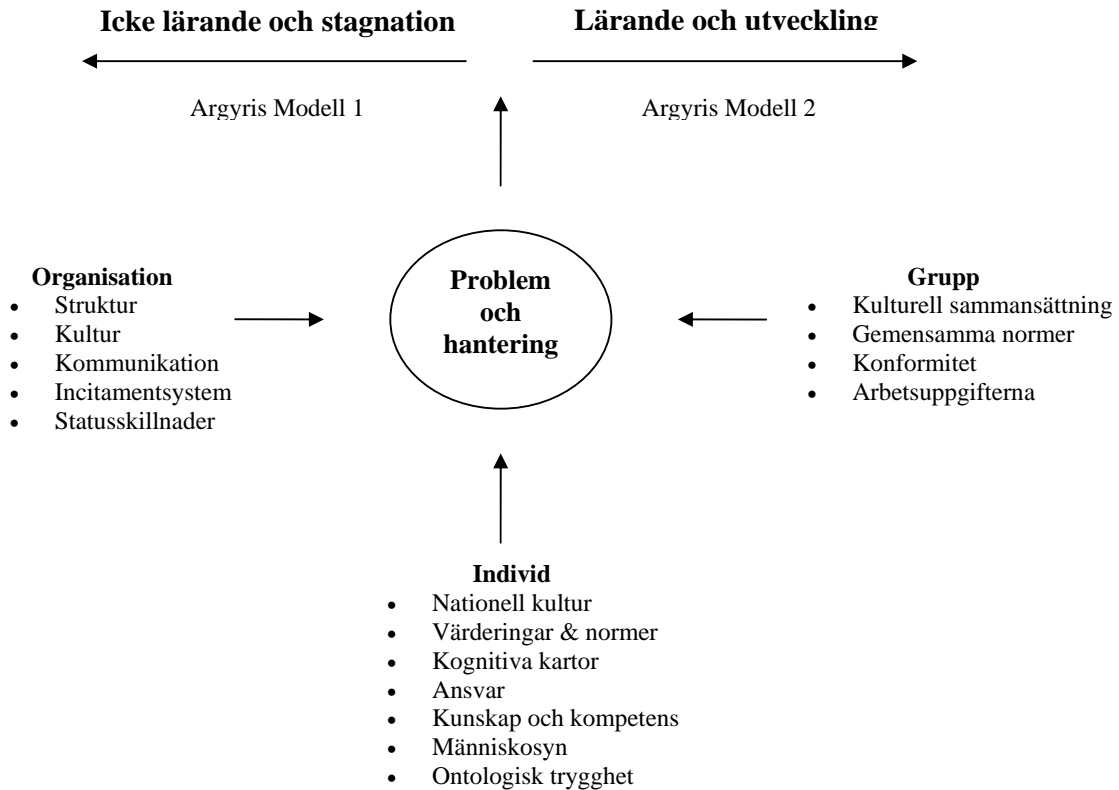 Icke lärande och stagnation
Lärande och utveckling
Argyris Modell 1
Argyris Modell 2
Problem
och
hantering
Organisation
• Struktur
• Kultur
• Kommunikation
• Incitamentsystem
• Statusskillnader
Grupp
• Kulturell sammansättning
• Gemensamma normer
• Konformitet
• Arbetsuppgifterna
Individ
• Nationell kultur
• Värderingar & normer
• Kognitiva kartor
• Ansvar
• Kunskap och kompetens
• Människosyn
• Ontologisk trygghet